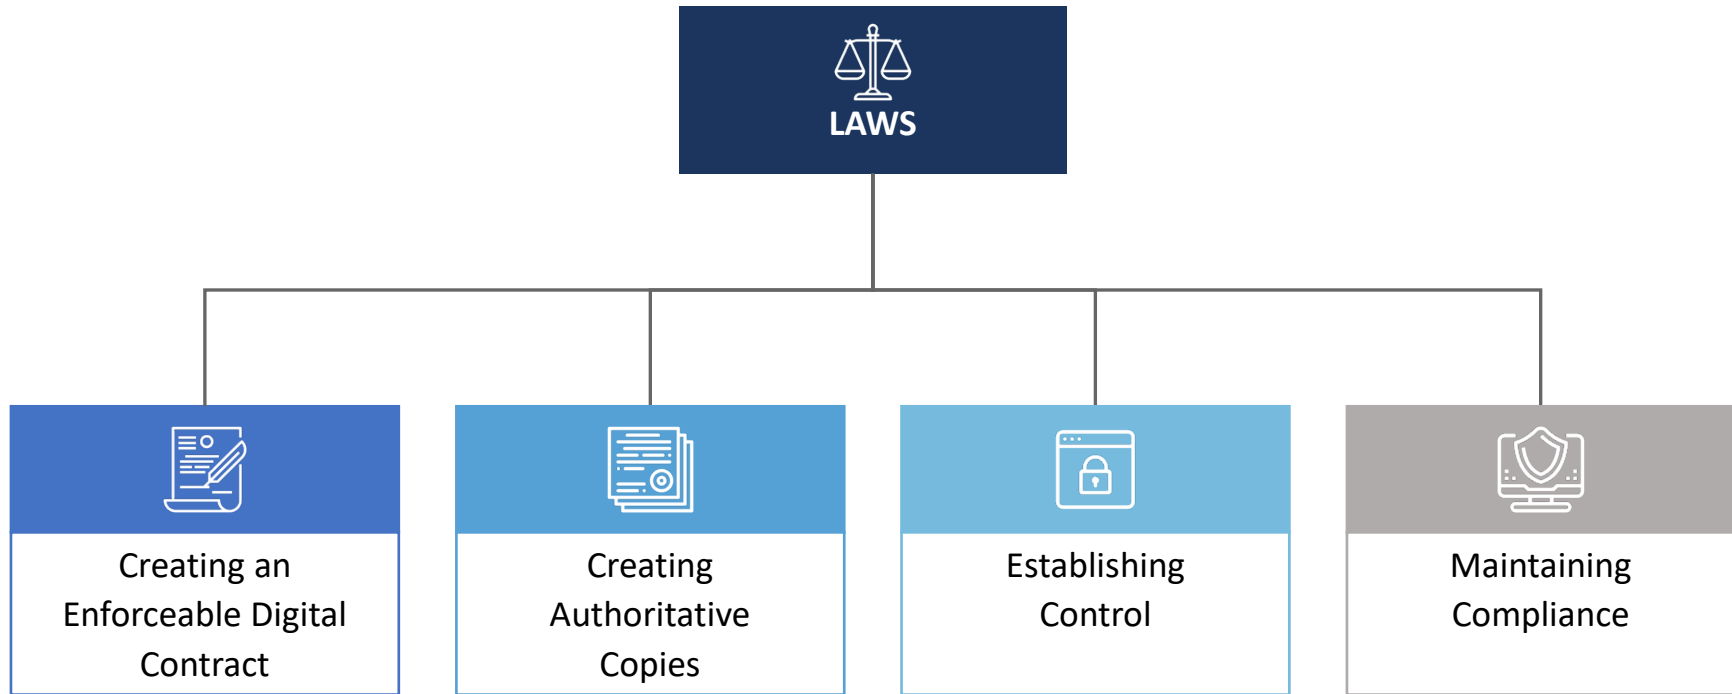 LAWS
Creating an
Enforceable Digital
Contract
Creating
Authoritative
Copies
Establishing
Control
Maintaining
Compliance